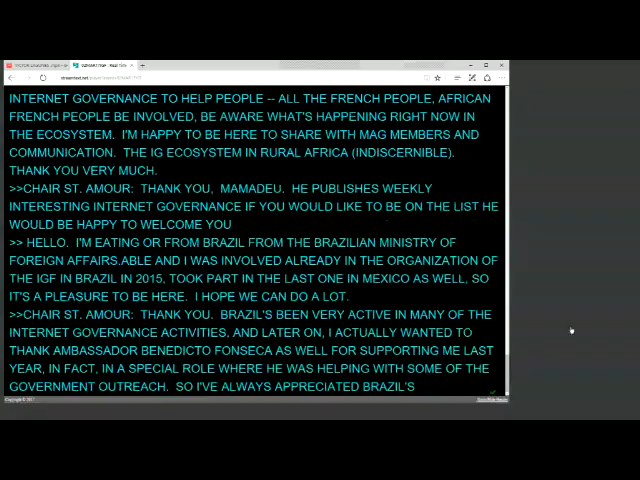 streamtext.net
INTERNET GOVERNANCE TO HELP PEOPLE -- ALL THE FRENCH PEOPLE, AFRICAN
FRENCH PEOPLE BE INVOLVED, BE AWARE WHAT'S HAPPENING RIGHT NOW IN
THE ECOSYSTEM.  I'M HAPPY TO BE HERE TO SHARE WITH MAG MEMBERS AND
COMMUNICATION.  THE IG ECOSYSTEM IN RURAL AFRICA (INDISCERNIBLE).
THANK YOU VERY MUCH.
>>CHAIR ST. AMOUR:  THANK YOU,  MAMADEU.  HE PUBLISHES WEEKLY
INTERESTING INTERNET GOVERNANCE IF YOU WOULD LIKE TO BE ON THE LIST HE
WOULD BE HAPPY TO WELCOME YOU
>> HELLO.  I'M EATING OR FROM BRAZIL FROM THE BRAZILIAN MINISTRY OF
FOREIGN AFFAIRS.ABLE AND I WAS INVOLVED ALREADY IN THE ORGANIZATION OF
THE IGF IN BRAZIL IN 2015, TOOK PART IN THE LAST ONE IN MEXICO AS WELL, SO
IT'S A PLEASURE TO BE HERE.  I HOPE WE CAN DO A LOT.
>>CHAIR ST. AMOUR:  THANK YOU.  BRAZIL'S BEEN VERY ACTIVE IN MANY OF THE
INTERNET GOVERNANCE ACTIVITIES, AND LATER ON, I ACTUALLY WANTED TO
THANK AMBASSADOR BENEDICTO FONSECA AS WELL FOR SUPPORTING ME LAST
YEAR, IN FACT, IN A SPECIAL ROLE WHERE HE WAS HELPING WITH SOME OF THE
GOVERNMENT OUTREACH.  SO I'VE ALWAYS APPRECIATED BRAZIL'S